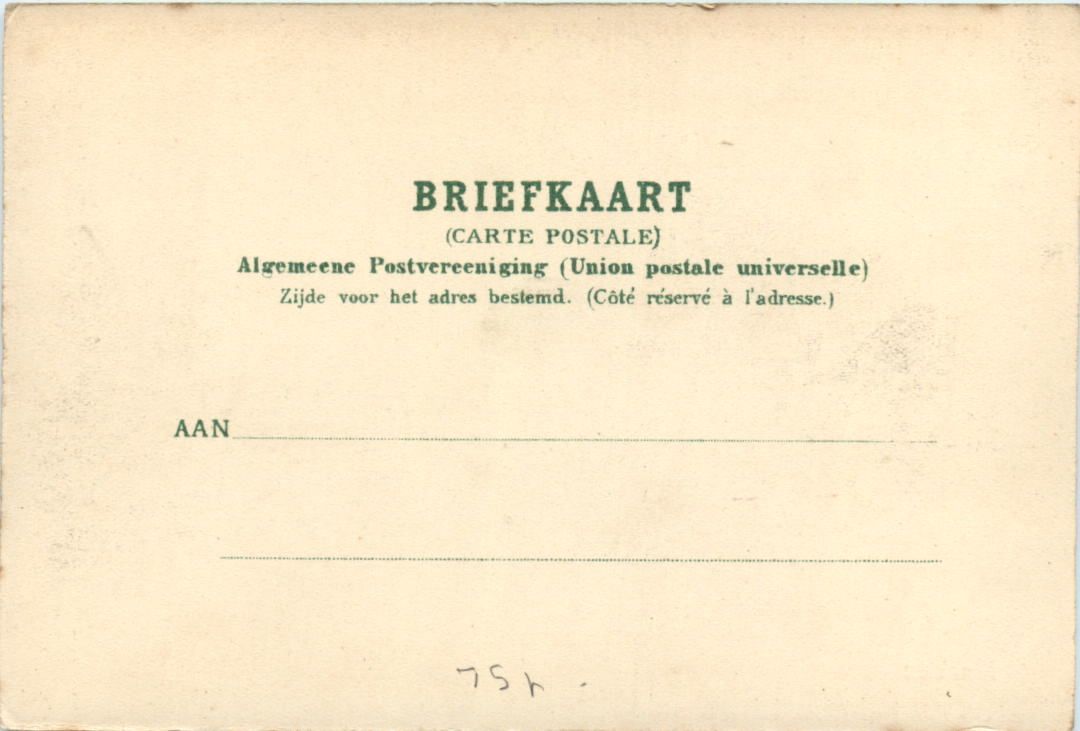 BRIEFKAART
(CARTE POSTALE)
Algemeene Postvereeniging (Union postale universelle)
Zijde voor het adres bestemd. (Côté réservé à l'adresse.)
AAN